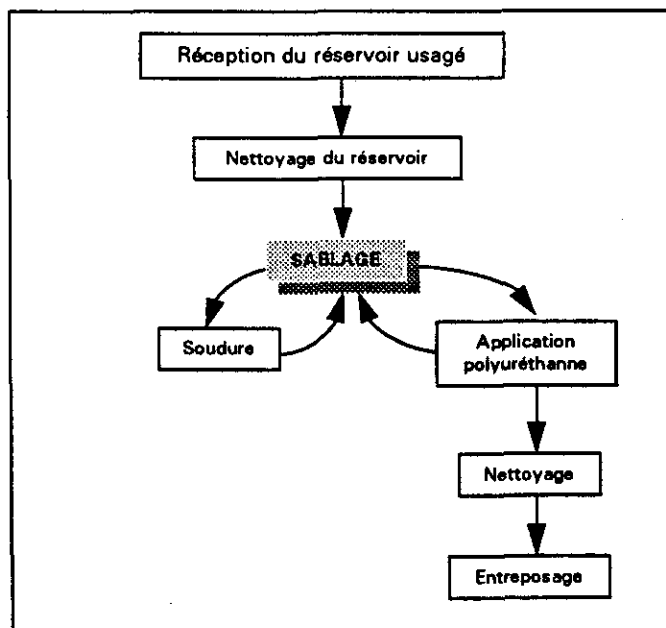 Réception du réservoir usagé
Nettoyage du réservoir
SABLAGE
Soudure
Application
polyuréthanne
Nettoyage
Entreposage